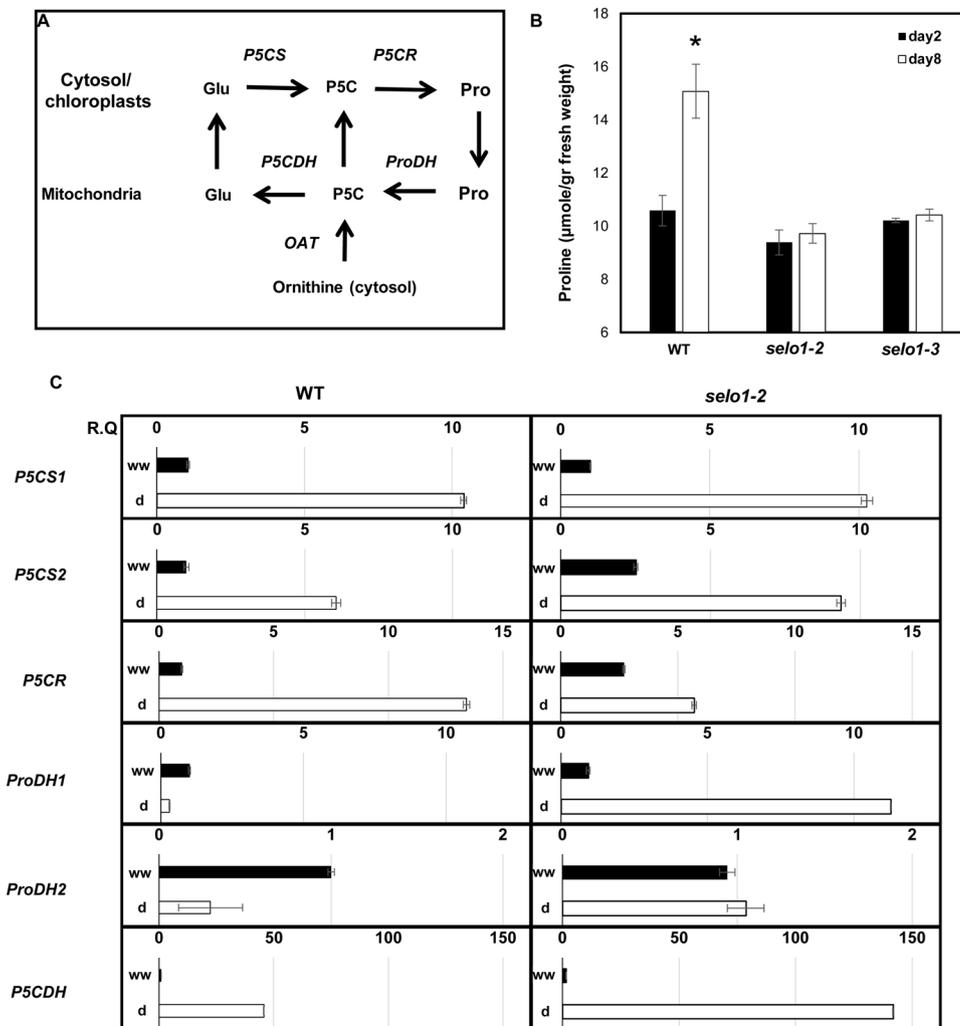 A
P5CS P5CR
Cytosol/
chloroplasts
Glu P5C Pro
P5CDH ProDH
Mitochondria Glu P5C Pro
OAT
Ornithine (cytosol)
B
18
16
14
12
10
8
6
Proline (μmole/gr fresh weight)
*
day2
day8
WT selo1-2 selo1-3
C
WT selo1-2
R.Q 0 5 10 0 5 10
P5CS1
ww ww
d d
0 5 10 0 5 10
P5CS2
ww ww
d d
0 5 10 15 0 5 10 15
P5CR
ww ww
d d
0 5 10 0 5 10
ProDH1
ww ww
d d
0 1 2 0 1 2
ProDH2
ww ww
d d
0 50 100 150 0 50 100 150
P5CDH
ww ww
d d